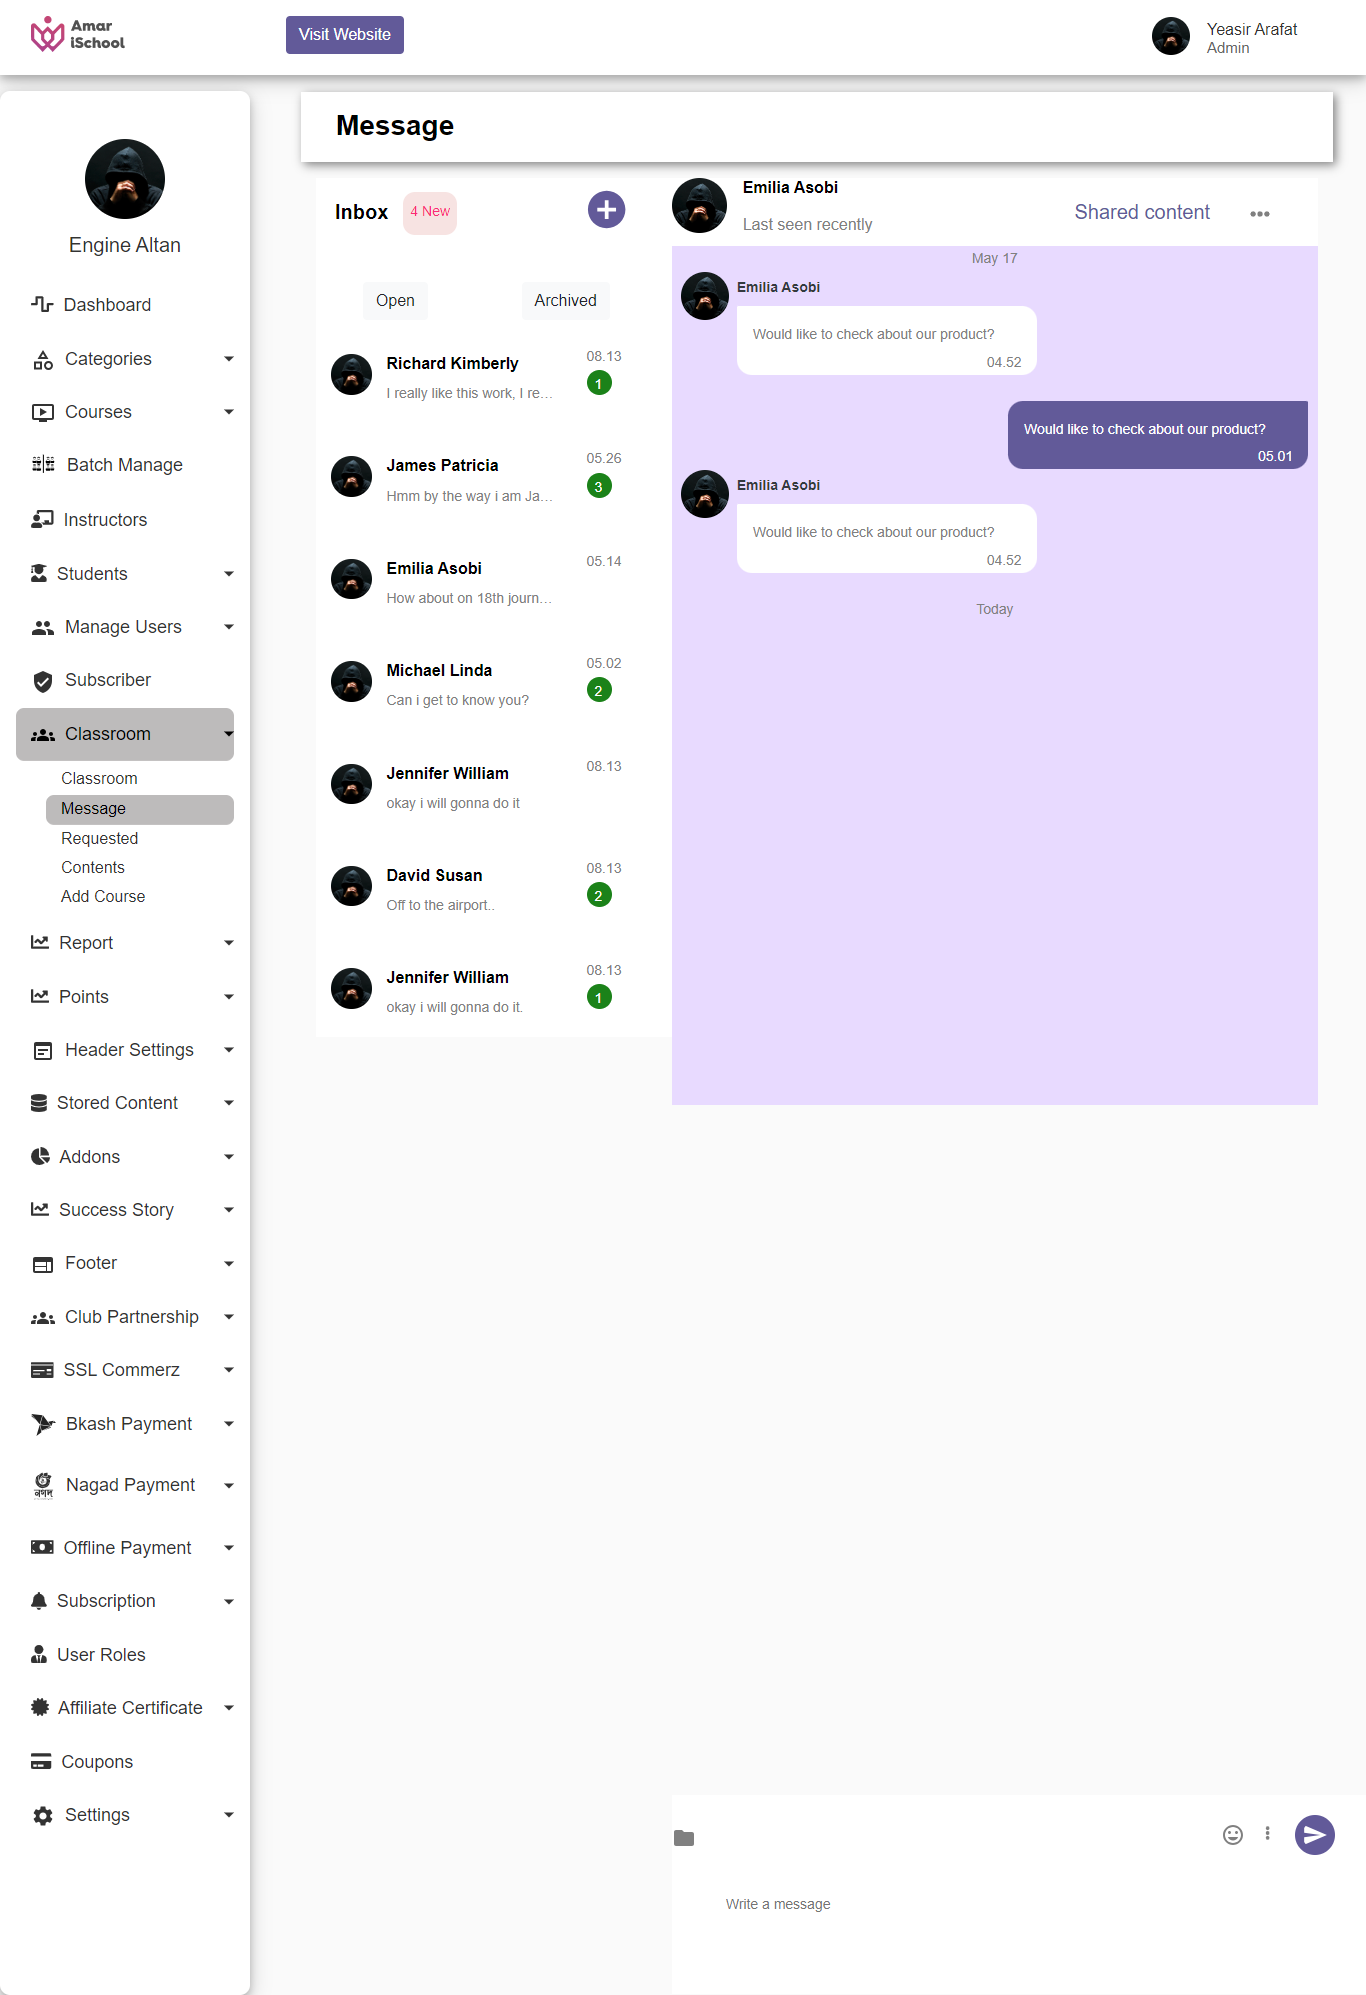 Amar
iSchool
Visit Website
Yeasir Arafat
Admin
Engine Altan
Dashboard
Categories
Courses
Batch Manage
Instructors
Students
Manage Users
Subscriber
Classroom
Classroom
Message
Requested
Contents
Add Course
Report
Points
Header Settings
Stored Content
Addons
Success Story
Footer
Club Partnership
SSL Commerz
Bkash Payment
নগদ
Nagad Payment
Offline Payment
Subscription
User Roles
Affiliate Certificate
Coupons
Settings
Message
Inbox
4 New
Open
Archived
Richard Kimberly
08.13
I really like this work, I re...
1
James Patricia
05.26
Hmm by the way i am Ja...
3
Emilia Asobi
05.14
How about on 18th journ...
Michael Linda
05.02
Can i get to know you?
2
Jennifer William
08.13
okay i will gonna do it
David Susan
08.13
Off to the airport..
2
Jennifer William
08.13
okay i will gonna do it.
1
Emilia Asobi
Last seen recently
Shared content
May 17
Emilia Asobi
Would like to check about our product?
04.52
Would like to check about our product?
05.01
Emilia Asobi
Would like to check about our product?
04.52
Today
Write a message